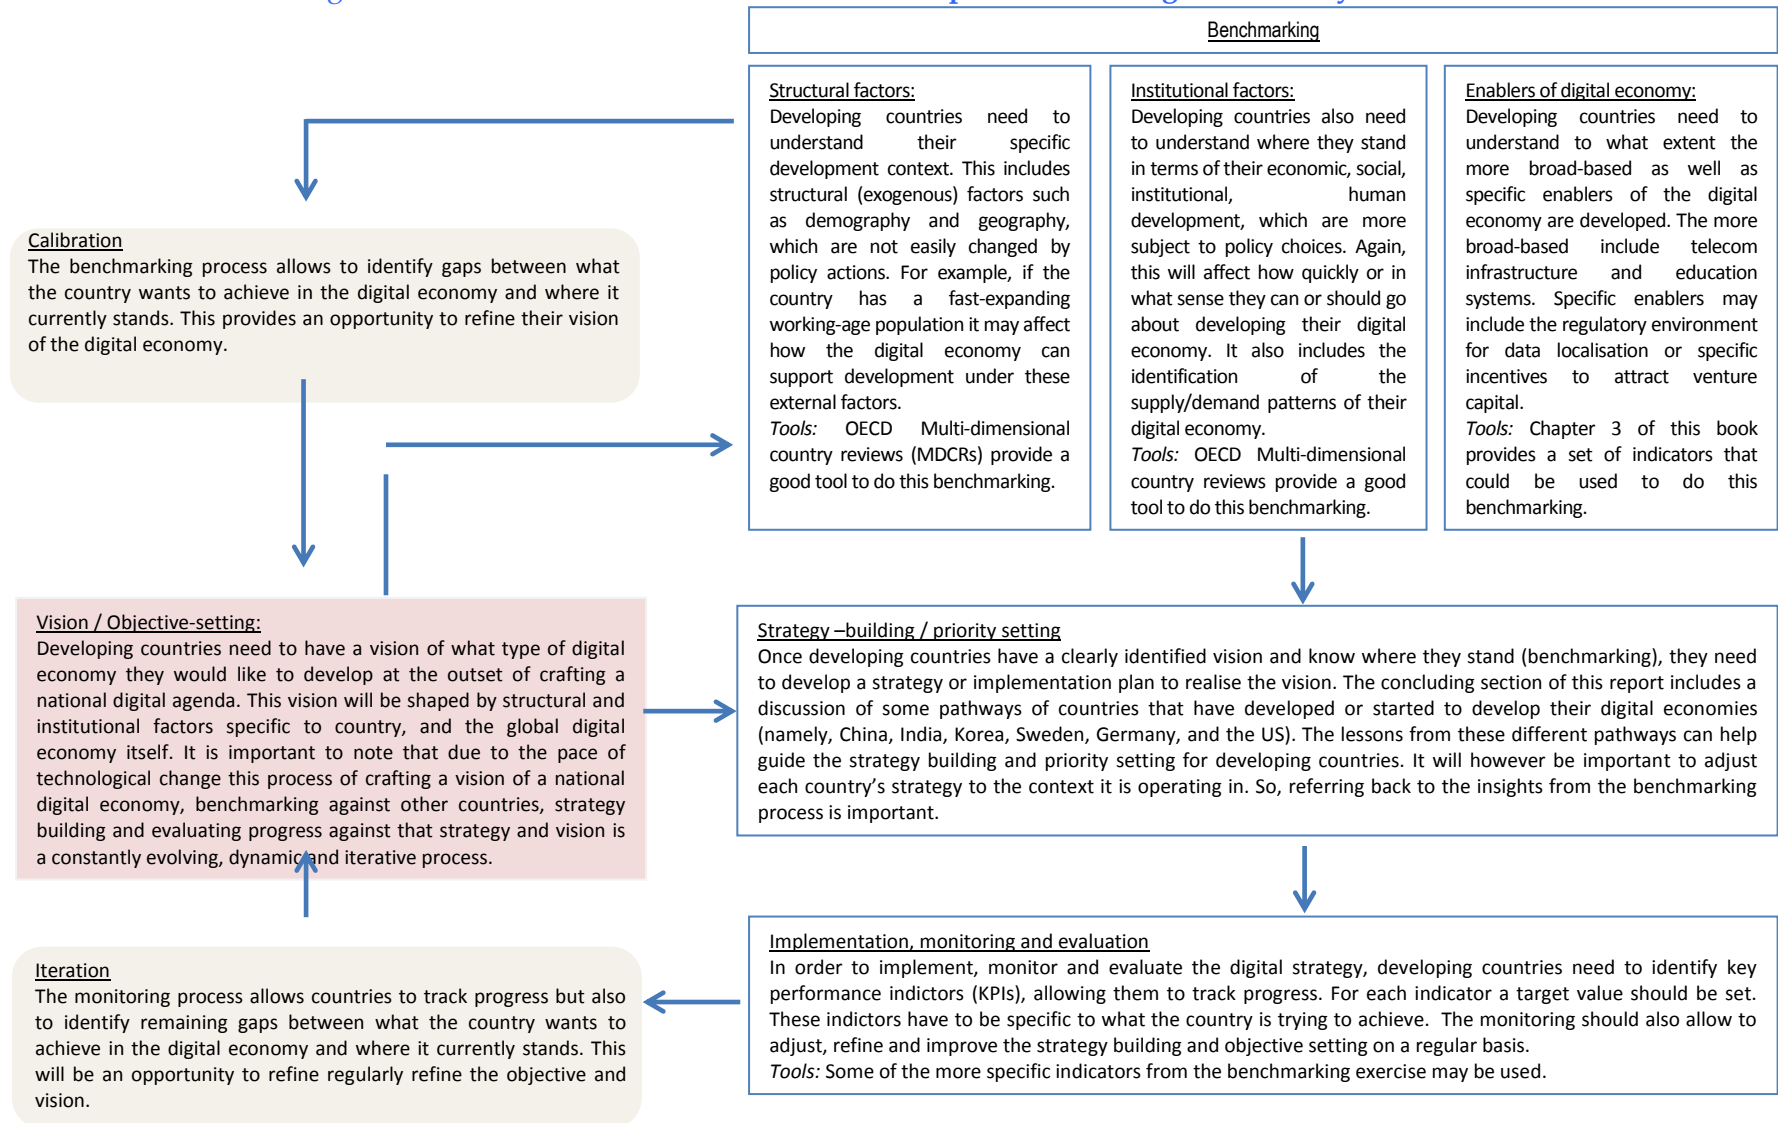 Benchmarking
Structural factors:
Developing countries need to
understand their specific
development context. This includes
structural (exogenous) factors such
as demography and geography,
which are not easily changed by
policy actions. For example, if the
country has a fast-expanding
working-age population it may affect
how the digital economy can
support development under these
external factors.
Tools: OECD Multi-dimensional
country reviews (MDCRs) provide a
good tool to do this benchmarking.
Institutional factors:
Developing countries also need
to understand where they stand
in terms of their economic, social,
institutional, human
development, which are more
subject to policy choices. Again,
this will affect how quickly or in
what sense they can or should go
about developing their digital
economy. It also includes the
identification of the
supply/demand patterns of their
digital economy.
Tools: OECD Multi-dimensional
country reviews provide a good
tool to do this benchmarking.
Enablers of digital economy:
Developing countries need to
understand to what extent the
more broad-based as well as
specific enablers of the digital
economy are developed. The more
broad-based include telecom
infrastructure and education
systems. Specific enablers may
include the regulatory environment
for data localisation or specific
incentives to attract venture
capital.
Tools: Chapter 3 of this book
provides a set of indicators that
could be used to do this
benchmarking.
Calibration
The benchmarking process allows to identify gaps between what
the country wants to achieve in the digital economy and where it
currently stands. This provides an opportunity to refine their vision
of the digital economy.
Vision / Objective-setting:
Developing countries need to have a vision of what type of digital
economy they would like to develop at the outset of crafting a
national digital agenda. This vision will be shaped by structural and
institutional factors specific to country, and the global digital
economy itself. It is important to note that due to the pace of
technological change this process of crafting a vision of a national
digital economy, benchmarking against other countries, strategy
building and evaluating progress against that strategy and vision is
a constantly evolving, dynamic and iterative process.
Strategy –building / priority setting
Once developing countries have a clearly identified vision and know where they stand (benchmarking), they need
to develop a strategy or implementation plan to realise the vision. The concluding section of this report includes a
discussion of some pathways of countries that have developed or started to develop their digital economies
(namely, China, India, Korea, Sweden, Germany, and the US). The lessons from these different pathways can help
guide the strategy building and priority setting for developing countries. It will however be important to adjust
each country's strategy to the context it is operating in. So, referring back to the insights from the benchmarking
process is important.
Implementation, monitoring and evaluation
In order to implement, monitor and evaluate the digital strategy, developing countries need to identify key
performance indictors (KPIs), allowing them to track progress. For each indicator a target value should be set.
These indictors have to be specific to what the country is trying to achieve. The monitoring should also allow to
adjust, refine and improve the strategy building and objective setting on a regular basis.
Tools: Some of the more specific indicators from the benchmarking exercise may be used.
Iteration
The monitoring process allows countries to track progress but also
to identify remaining gaps between what the country wants to
achieve in the digital economy and where it currently stands. This
will be an opportunity to refine regularly refine the objective and
vision.